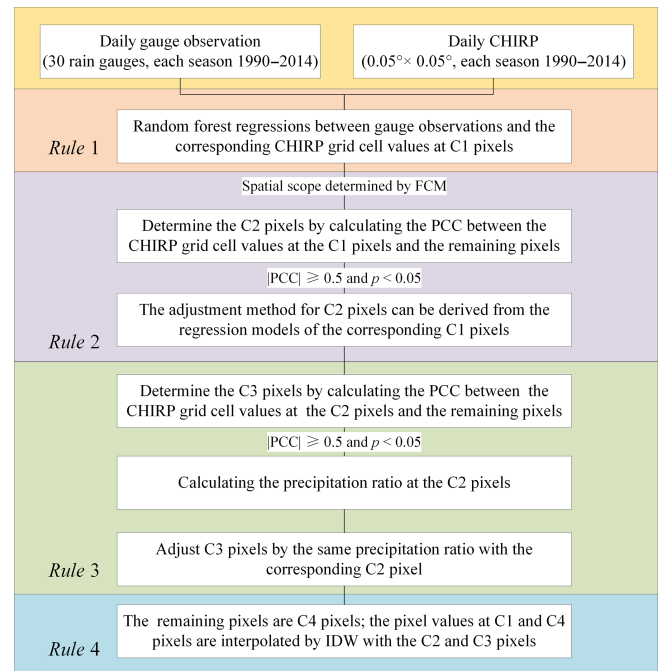 Daily gauge observation
(30 rain gauges, each season 1990−2014)
Daily CHIRP
(0.05°× 0.05°, each season 1990−2014)
Rule 1
Random forest regressions between gauge observations and the
corresponding CHIRP grid cell values at C1 pixels
Spatial scope determined by FCM
Determine the C2 pixels by calculating the PCC between the
CHIRP grid cell values at the C1 pixels and the remaining pixels
|PCC| ≥ 0.5 and p < 0.05
The adjustment method for C2 pixels can be derived from the
regression models of the corresponding C1 pixels
Rule 2
Determine the C3 pixels by calculating the PCC between the
CHIRP grid cell values at the C2 pixels and the remaining pixels
|PCC| ≥ 0.5 and p < 0.05
Calculating the precipitation ratio at the C2 pixels
Adjust C3 pixels by the same precipitation ratio with the
corresponding C2 pixel
Rule 3
The remaining pixels are C4 pixels; the pixel values at C1 and C4
pixels are interpolated by IDW with the C2 and C3 pixels
Rule 4